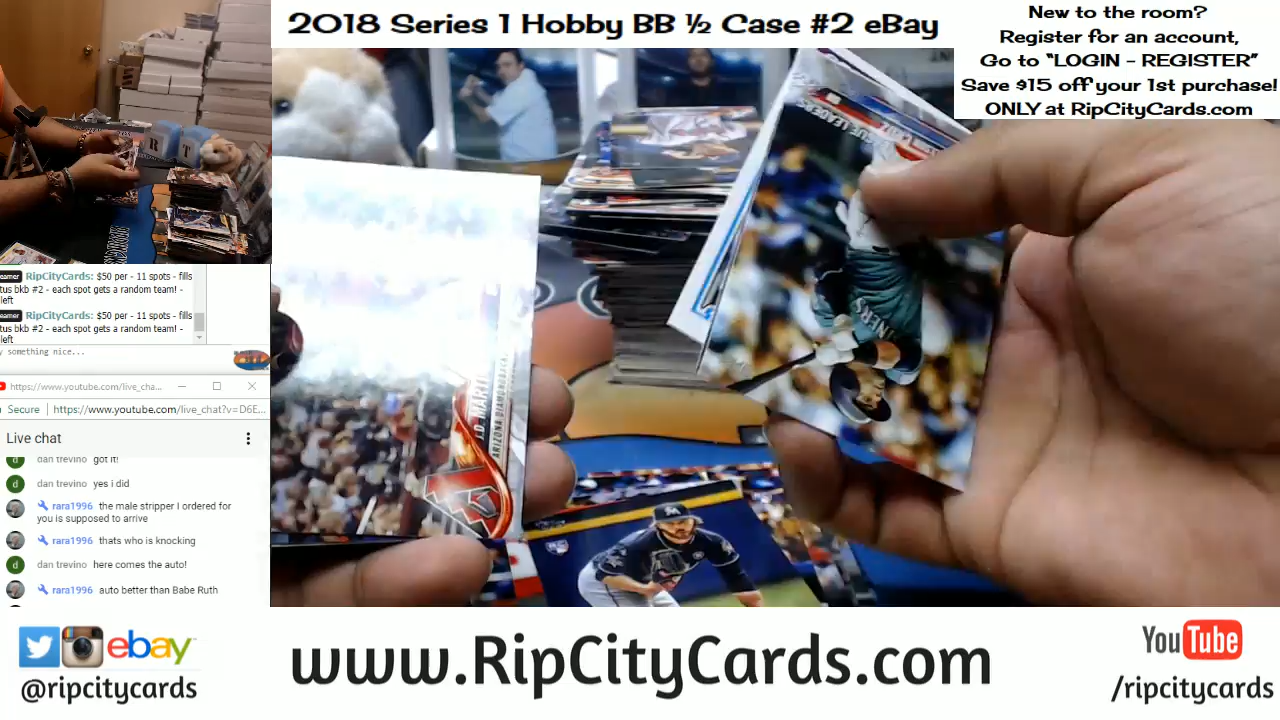 2018 Series 1 Hobby BB ½ Case #2 eBay
New to the room?
Register for an account,
Go to “LOGIN - REGISTER”
Save $15 off your 1st purchase!
ONLY at RipCityCards.com
RipCityCards: $50 per - 11 spots - fills
tus bkb #2 - each spot gets a random team! -
left
RipCityCards: $50 per - 11 spots - fills
tus bkb #2 - each spot gets a random team! -
left
something nice...
https://www.youtube.com/live_cha...
Secure https://www.youtube.com/live_chat?v=D6E...
Live chat
dan trevino got it!
dan trevino yes i did
rara1996 the male stripper I ordered for
you is supposed to arrive
rara1996 thats who is knocking
dan trevino here comes the auto!
rara1996 auto better than Babe Ruth
R T
ARIZONA DIAMONDBACKS
ebay
@ripcitycards
www.RipCityCards.com
YouTube
/ripcitycards